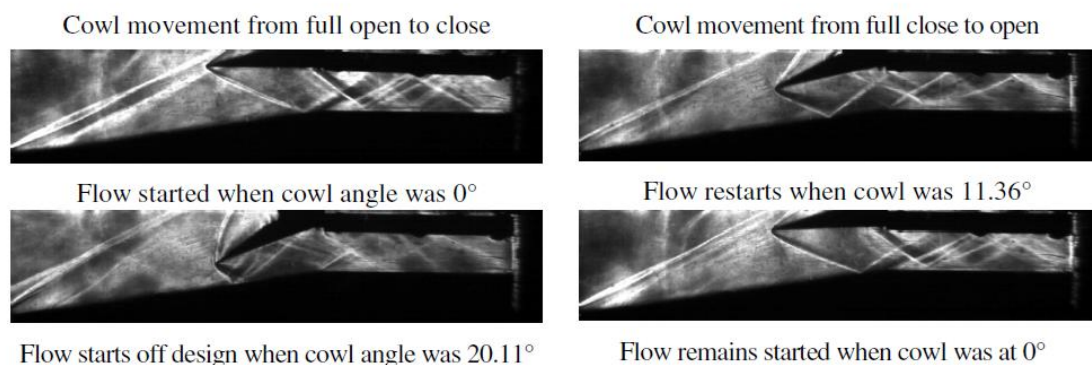 Cowl movement from full open to close
Cowl movement from full close to open
Flow started when cowl angle was 0°
Flow restarts when cowl was 11.36°
Flow starts off design when cowl angle was 20.11°
Flow remains started when cowl was at 0°